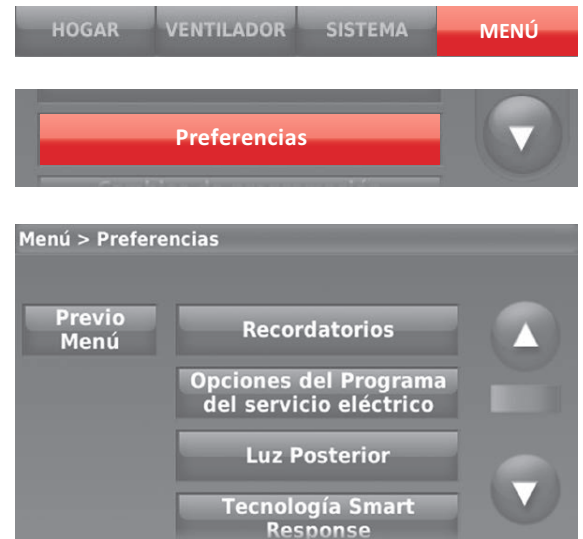 HOGAR VENTILADOR SISTEMA MENÚ
Preferencias
Menú > Preferencias
Previo
Menú
Recordatorios
Opciones del Programa
del servicio eléctrico
Luz Posterior
Tecnología Smart
Response